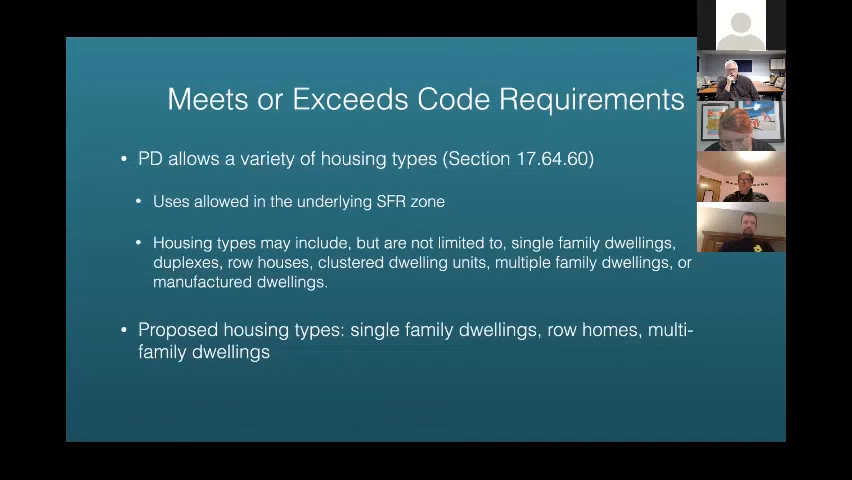 Meets or Exceeds Code Requirements
• PD allows a variety of housing types (Section 17.64.60)
• Uses allowed in the underlying SFR zone
• Housing types may include, but are not limited to, single family dwellings,
duplexes, row houses, clustered dwelling units, multiple family dwellings, or
manufactured dwellings.
• Proposed housing types: single family dwellings, row homes, multi-
family dwellings